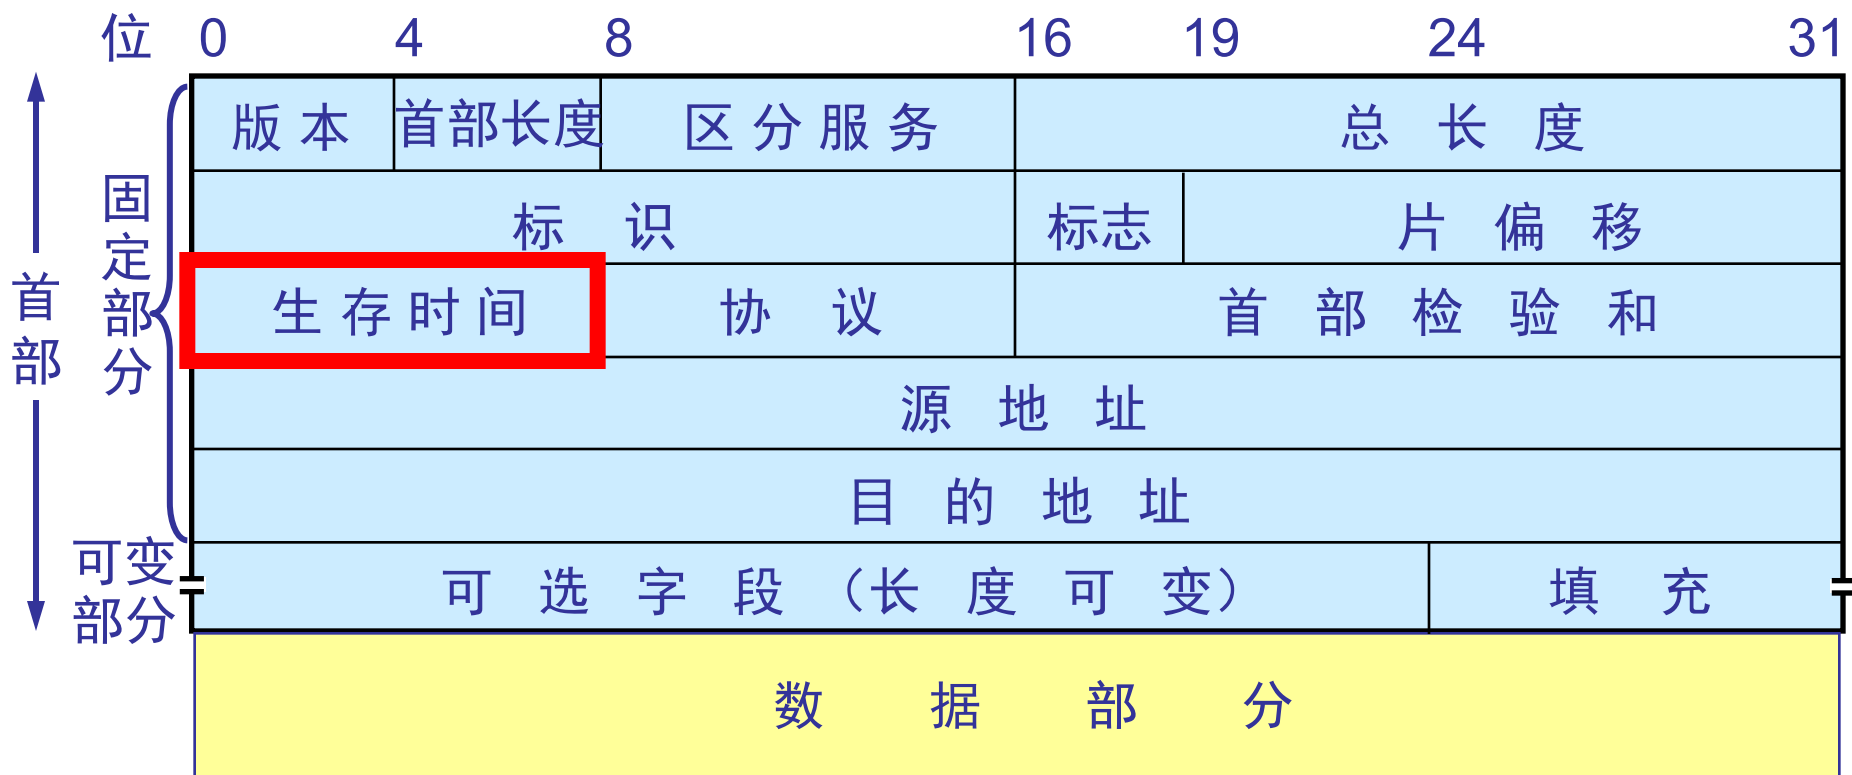 位 0 4 8 16 19 24 31
版 本 首部长度 区 分 服 务 总 长 度
标 识 标志 片 偏 移
生 存 时 间 协 议 首 部 检 验 和
源 地 址
目 的 地 址
可 选 字 段 （长 度 可 变） 填 充
数 据 部 分
首部
固定部分
可变
部分